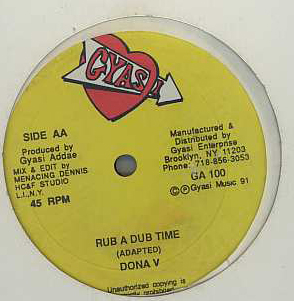 GYASI
SIDE AA
Produced by
Gyasi Addae
MIX & EDIT by
MENACING DENNIS
HC&F STUDIO
L.I.,N.Y.
45 RPM
Manufactured &
Distributed by
Gyasi Enterprise
Brooklyn, NY 11203
Phone: 718-856-3053
GA 100
©℗Gyasi Music 91
RUB A DUB TIME
(ADAPTED)
DONA V
Unauthorized copying is